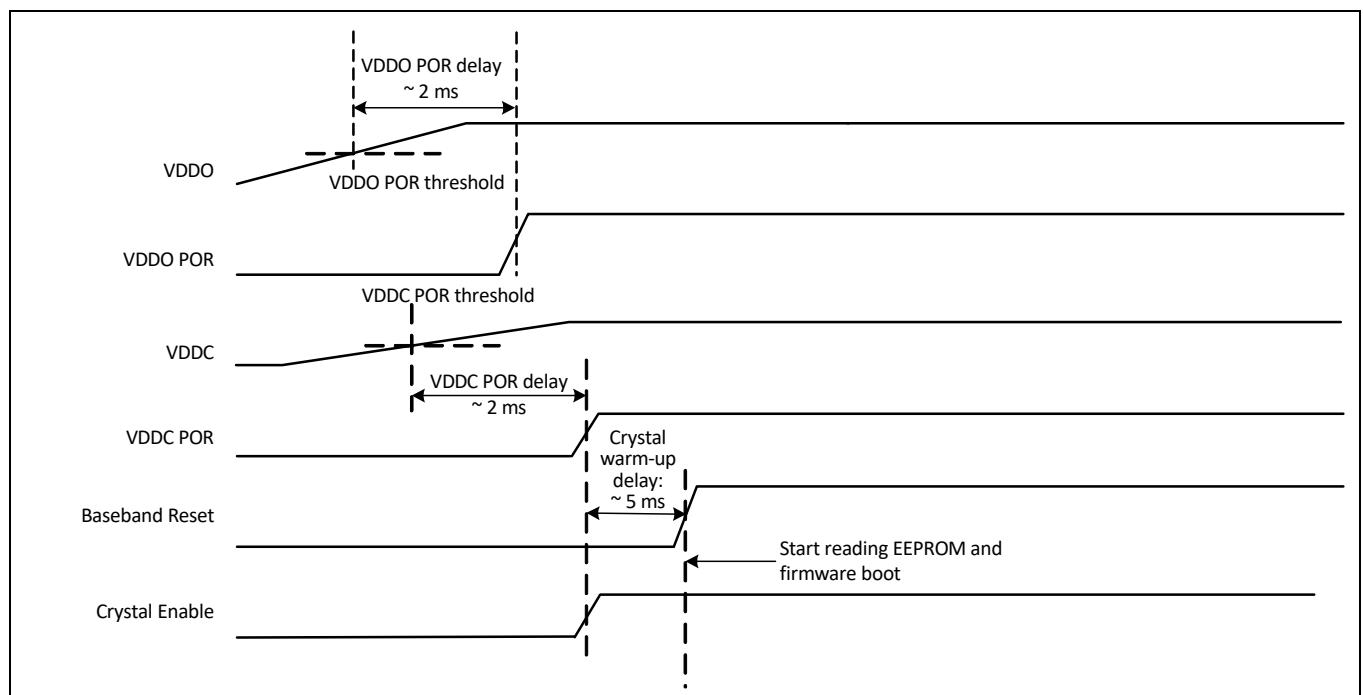 VDDO POR delay
~ 2 ms
VDDO
VDDO POR threshold
VDDO POR
VDDC POR threshold
VDDC
VDDC POR delay
~ 2 ms
VDDC POR
Crystal
warm-up
delay:
~ 5 ms
Baseband Reset
Start reading EEPROM and
firmware boot
Crystal Enable